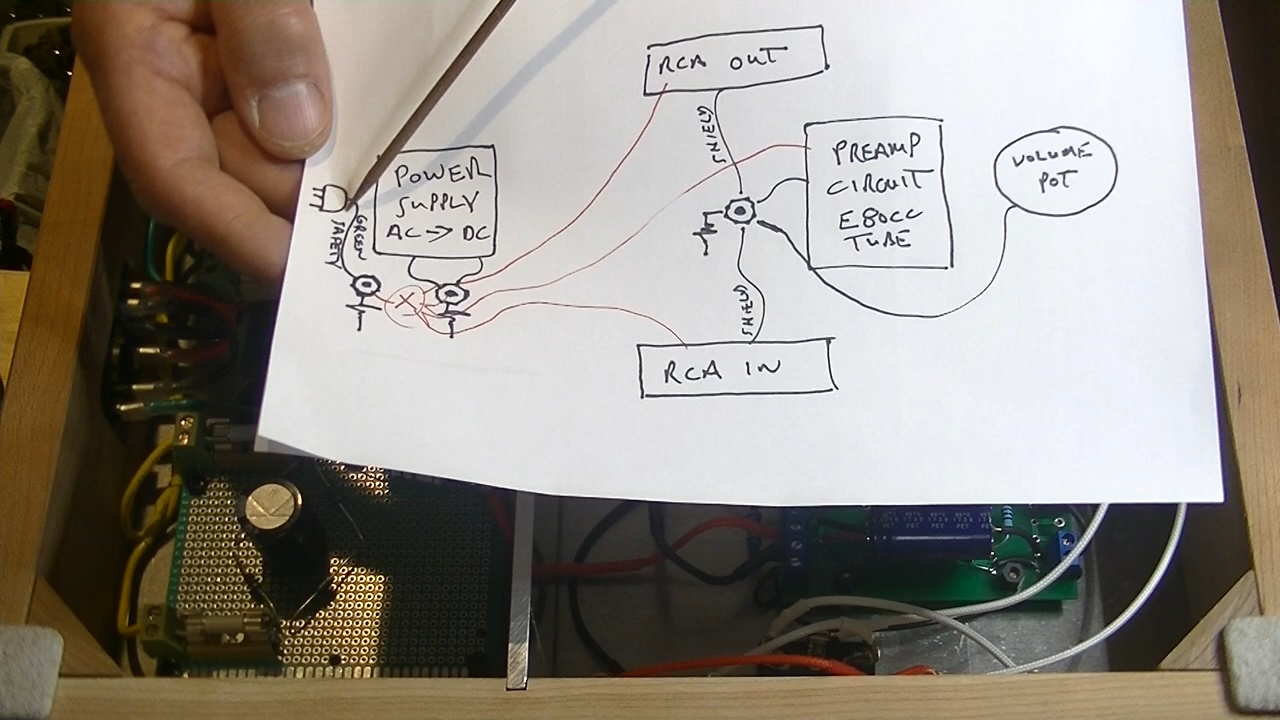 RCA OUT
SHIELD
POWER
SUPPLY
AC → DC
GREEN
SAFETY
X
PREAMP
CIRCUIT
E80CC
TUBE
VOLUME
POT
SHIELD
RCA IN